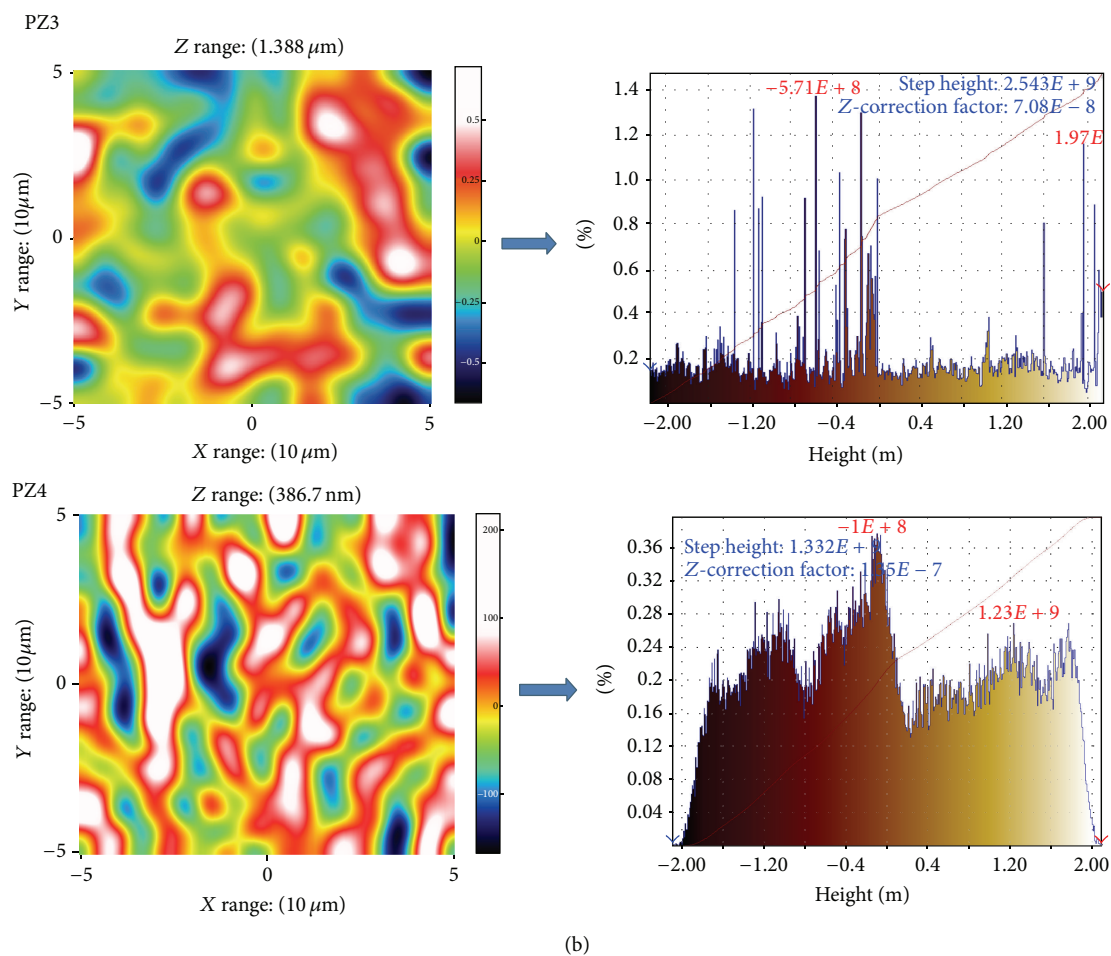 PZ3
Z range: (1.388 μm)
0.5
0.25
0
−0.25
−0.5
5
0
−5
Y range: (10 μm)
−5 0 5
X range: (10 μm)
−5.71E + 8
Step height: 2.543E + 9
Z-correction factor: 7.08E − 8
1.97E
1.4
1.2
1.0
0.8
0.6
0.4
0.2
(%)
−2.00 −1.20 −0.4 0.4 1.20 2.00
Height (m)
PZ4
Z range: (386.7 nm)
200
100
0
−100
5
0
−5
Y range: (10 μm)
−5 0 5
X range: (10 μm)
−1E + 8
Step height: 1.332E +
Z-correction factor: E − 7
1.23E + 9
0.36
0.32
0.28
0.24
0.2
0.16
0.12
0.04
(%)
−2.00 −1.20 −0.4 0.4 1.20 2.00
Height (m)
(b)